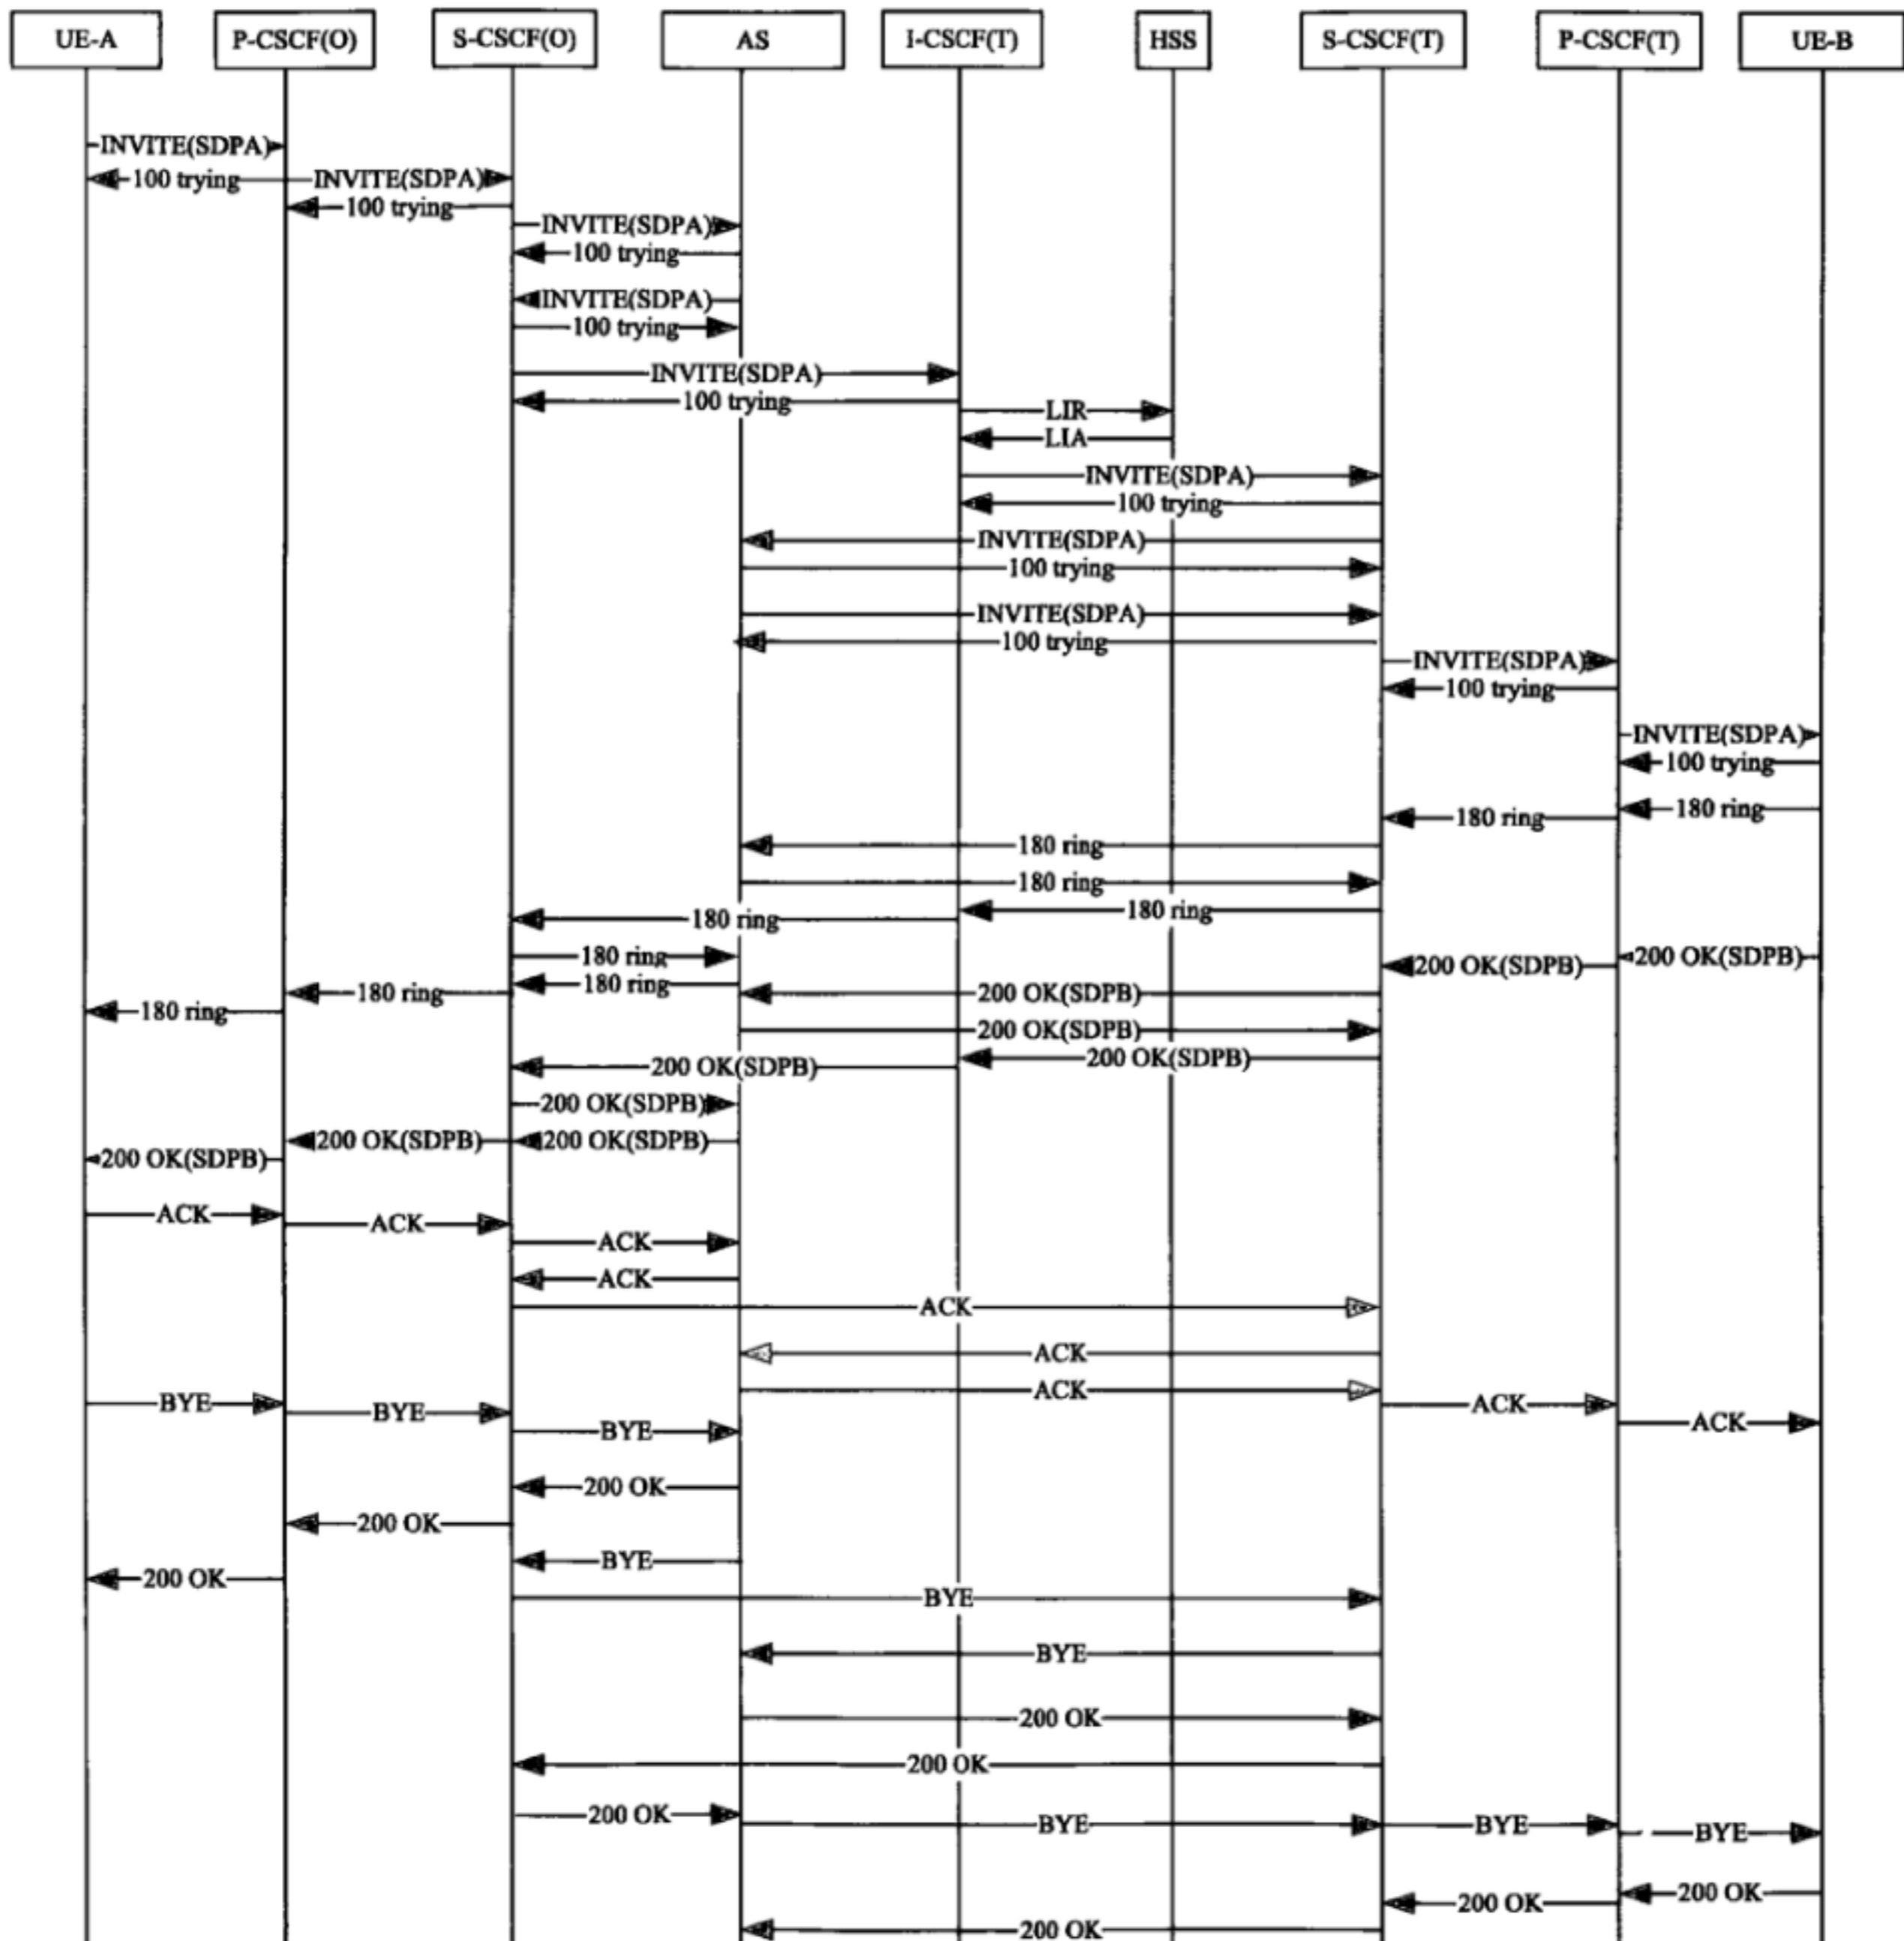 UE-A P-CSCF(O) S-CSCF(O) AS I-CSCF(T) HSS S-CSCF(T) P-CSCF(T) UE-B
INVITE(SDPA)
100 trying INVITE(SDPA)
100 trying
INVITE(SDPA)
100 trying
INVITE(SDPA)
100 trying
INVITE(SDPA)
100 trying
LIR
LIA
INVITE(SDPA)
100 trying
INVITE(SDPA)
100 trying
INVITE(SDPA)
100 trying
INVITE(SDPA)
100 trying
INVITE(SDPA)
100 trying
180 ring
180 ring
180 ring
180 ring
180 ring
180 ring
180 ring
200 OK(SDPB)
200 OK(SDPB)
180 ring
180 ring
200 OK(SDPB)
180 ring
200 OK(SDPB)
200 OK(SDPB)
200 OK(SDPB)
200 OK(SDPB)
200 OK(SDPB) 200 OK(SDPB)
200 OK(SDPB)
ACK
ACK
ACK
ACK
ACK
ACK
ACK
BYE
ACK
BYE
ACK
BYE
200 OK
200 OK
BYE
200 OK
BYE
BYE
200 OK
200 OK
200 OK
BYE BYE
BYE
200 OK
200 OK
200 OK